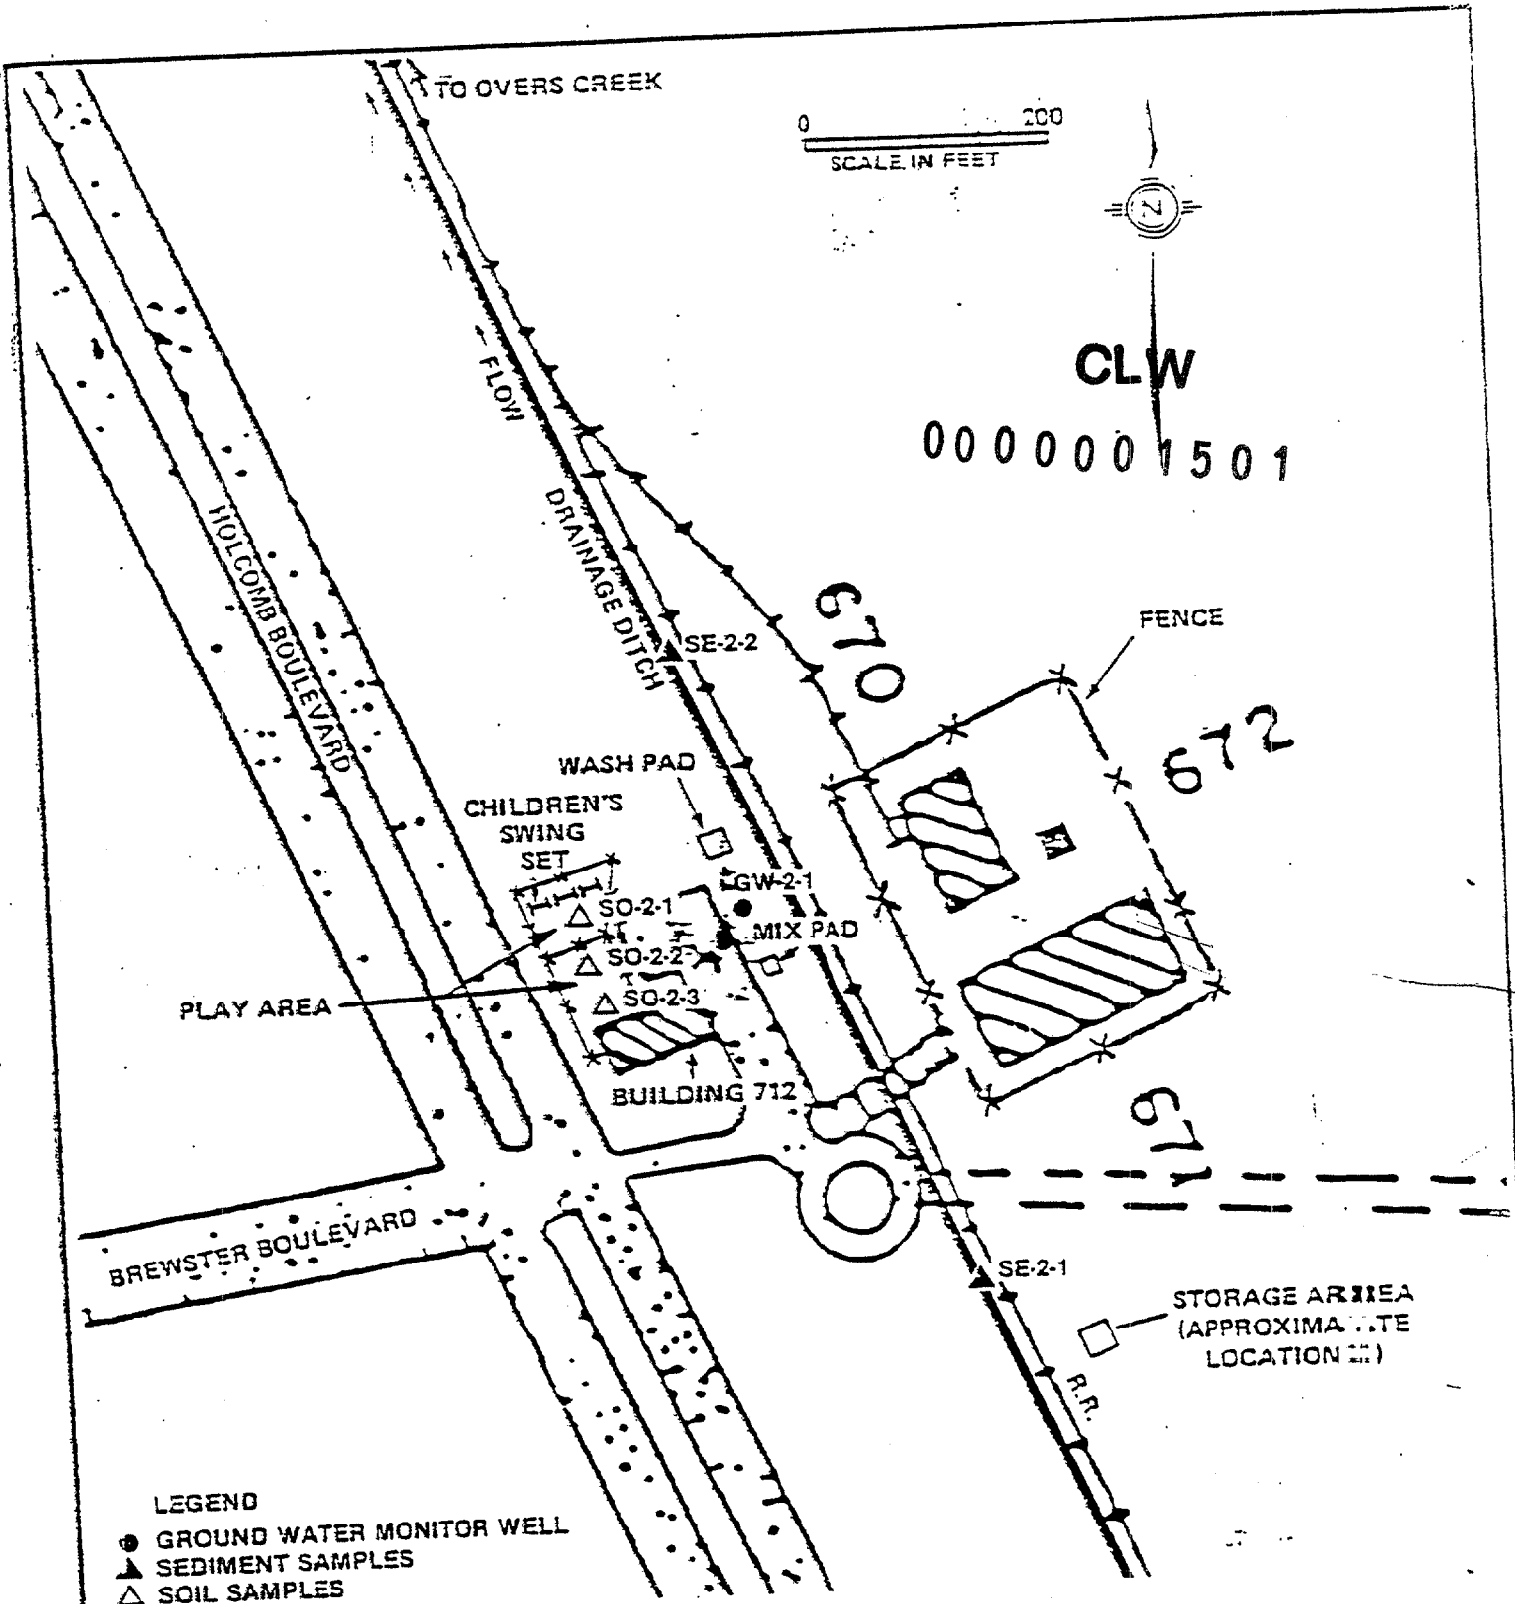 TO OVERS CREEK
0 200
SCALE IN FEET
N
CLW
0000001501
FLOW
DRAINAGE DITCH
HOLCOMB BOULEVARD
670
FENCE
SE-2-2
672
WASH PAD
CHILDREN'S
SWING
SET
GW-2-1
SO-2-1
MIX PAD
SO-2-2
SO-2-3
PLAY AREA
BUILDING 712
671
BREWSTER BOULEVARD
SE-2-1
STORAGE AREA
(APPROXIMATE
LOCATION)
R.R.
LEGEND
GROUND WATER MONITOR WELL
SEDIMENT SAMPLES
SOIL SAMPLES